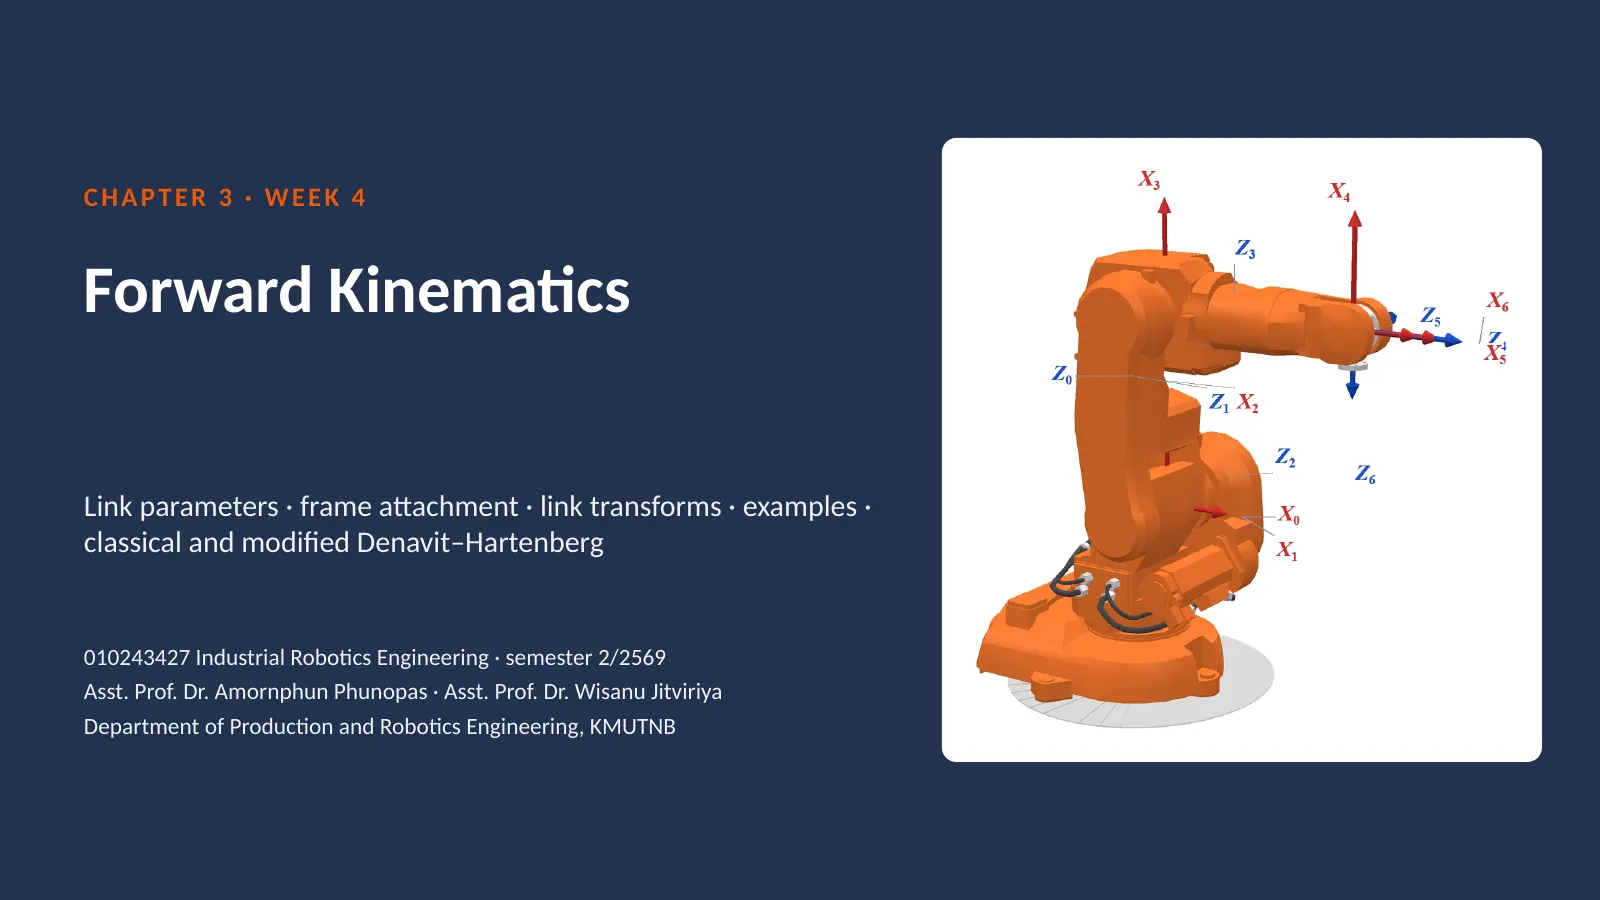 CHAPTER 3 · WEEK 4
Forward Kinematics
Link parameters · frame attachment · link transforms · examples ·
classical and modified Denavit–Hartenberg
010243427 Industrial Robotics Engineering · semester 2/2569
Asst. Prof. Dr. Amornphun Phunopas · Asst. Prof. Dr. Wisanu Jitviriya
Department of Production and Robotics Engineering, KMUTNB
X3
X4
Z3
X6
Z5
Z4
X5
Z0
Z1 X2
Z2
Z6
X0
X1